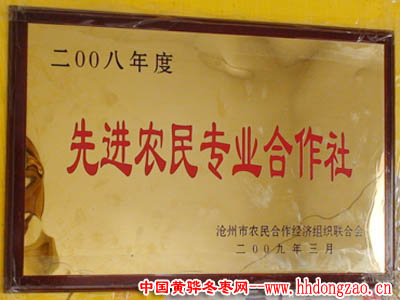 二00八年度
先进农民专业合作社
沧州市农民合作经济组织联合会
二00九年三月
中国黄骅冬枣网--www.hhdongzao.com.cn